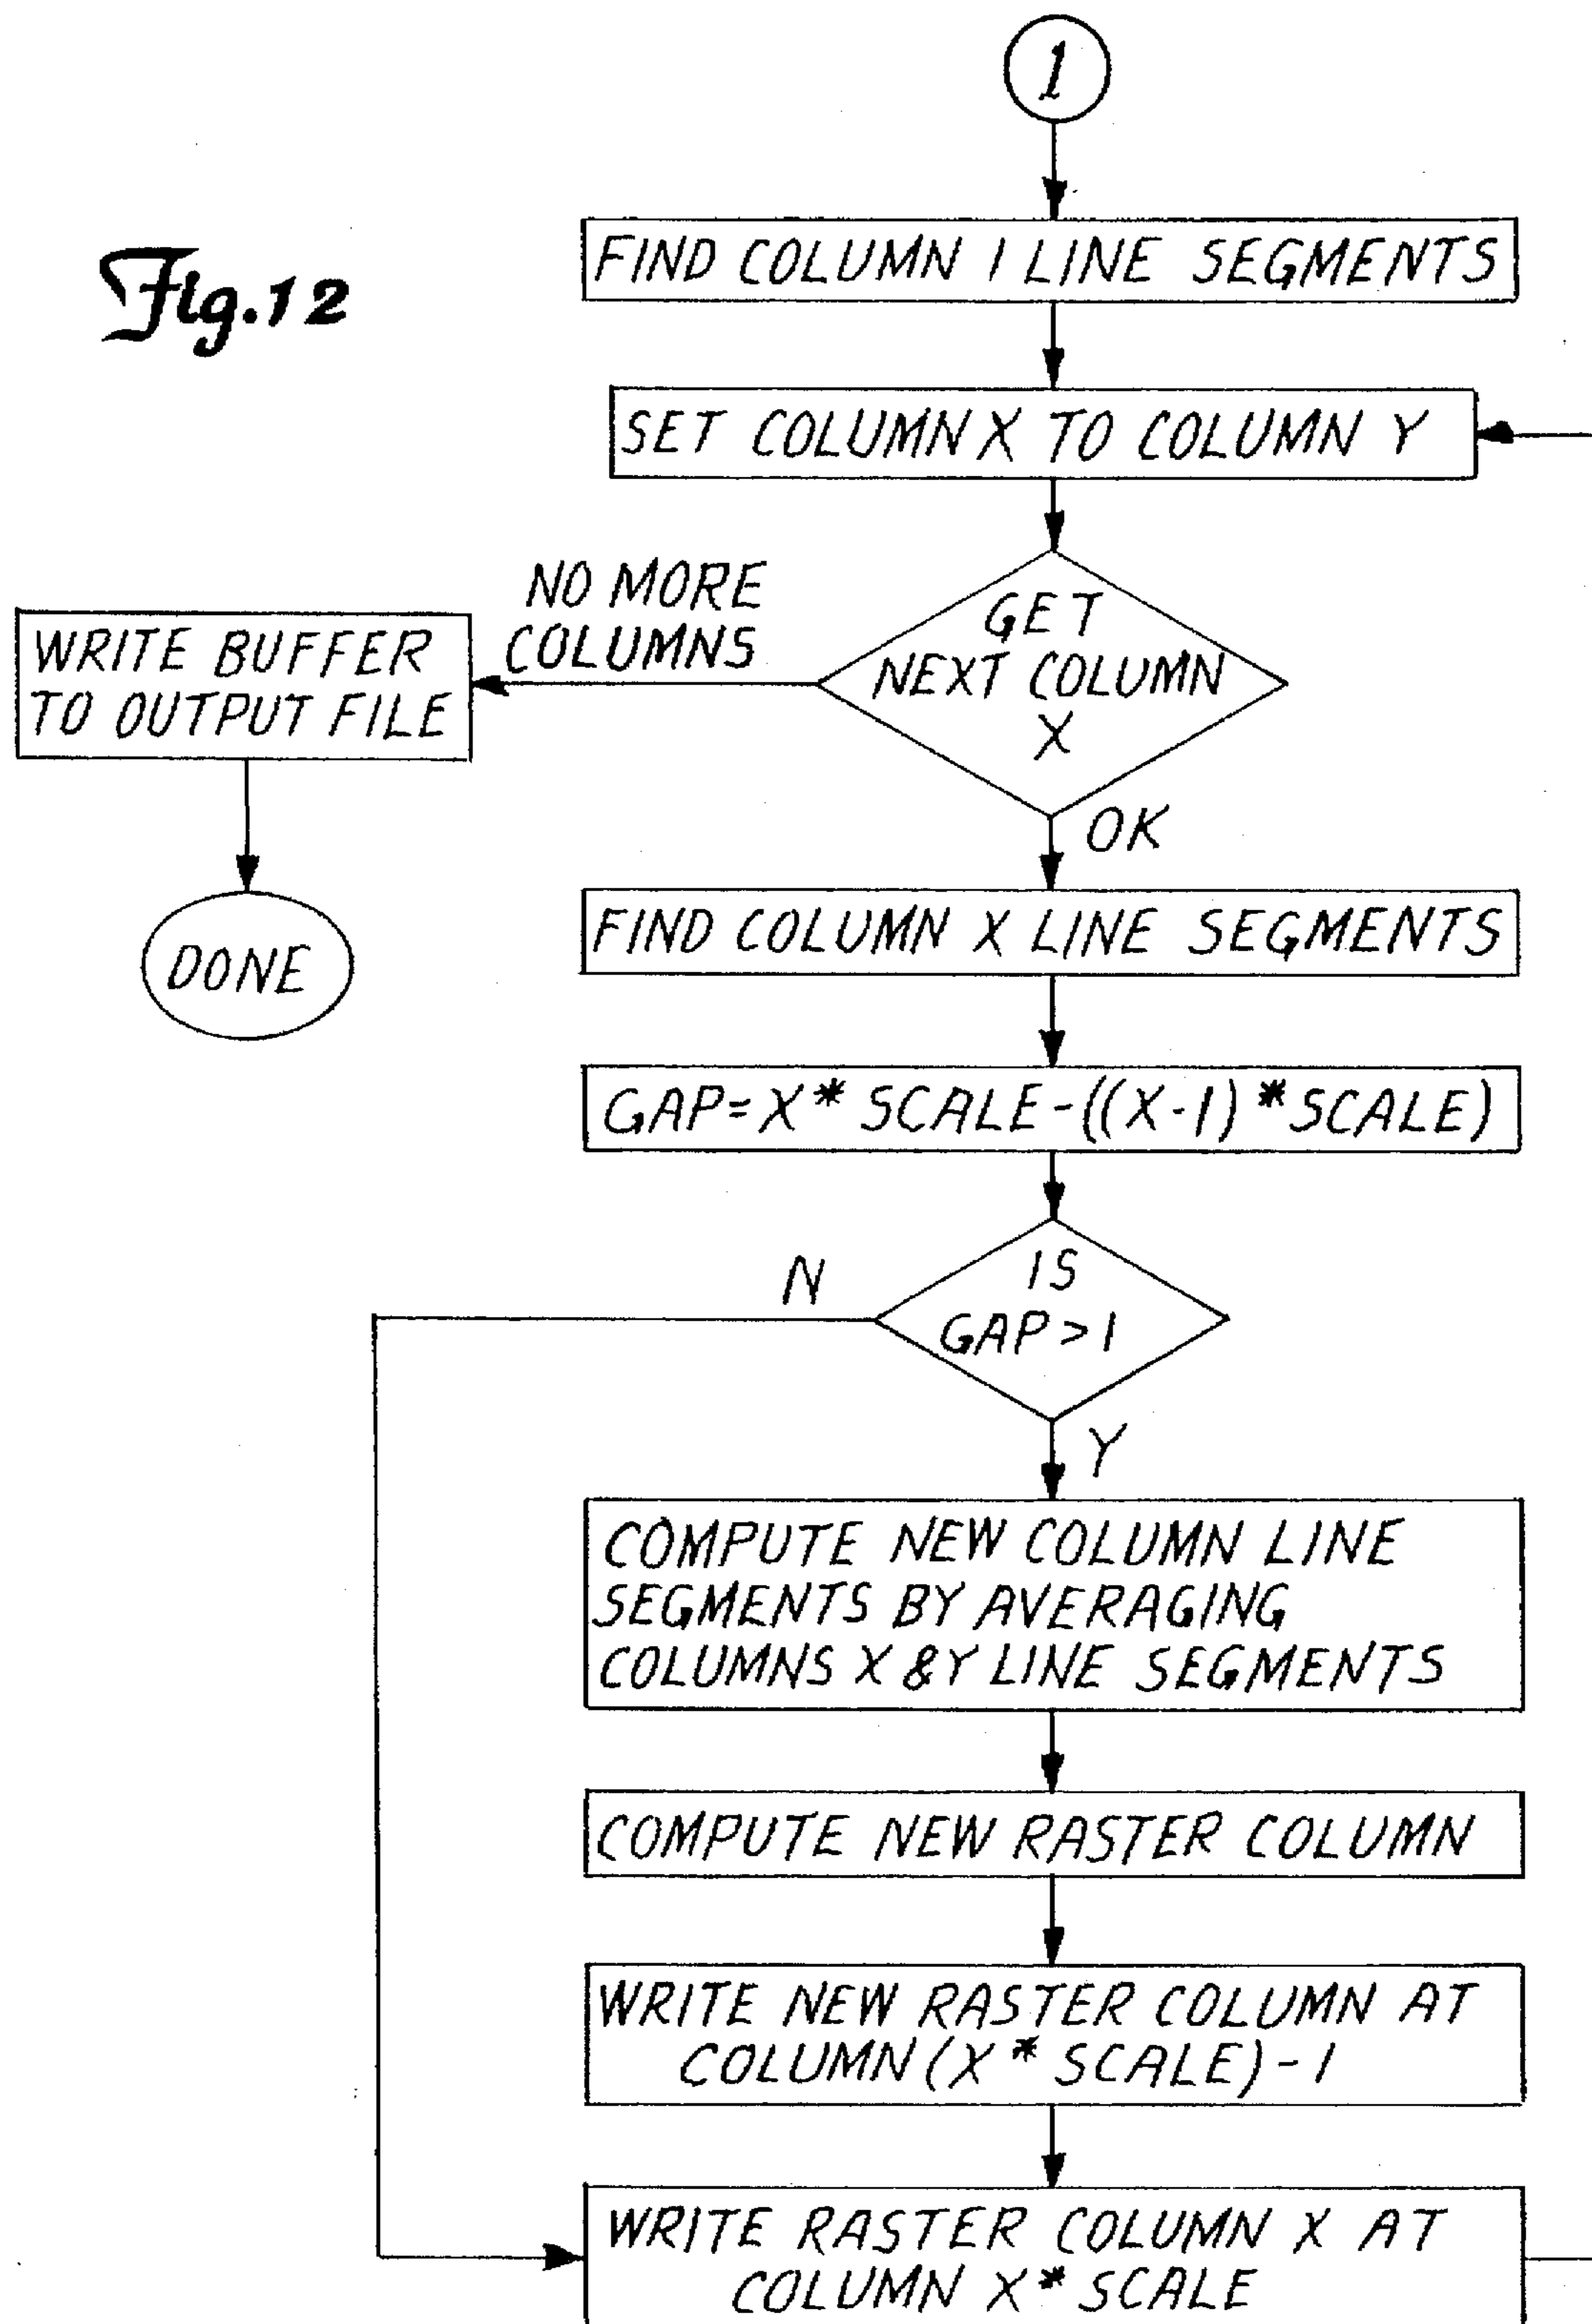 1
Fig.12
FIND COLUMN 1 LINE SEGMENTS
SET COLUMN X TO COLUMN Y
GET
NEXT COLUMN
X
NO MORE
COLUMNS
WRITE BUFFER
TO OUTPUT FILE
DONE
OK
FIND COLUMN X LINE SEGMENTS
GAP=X* SCALE-((X-1)*SCALE)
IS
GAP>1
N
Y
COMPUTE NEW COLUMN LINE
SEGMENTS BY AVERAGING
COLUMNS X &Y LINE SEGMENTS
COMPUTE NEW RASTER COLUMN
WRITE NEW RASTER COLUMN AT
COLUMN(X* SCALE)-1
WRITE RASTER COLUMN X AT
COLUMN X* SCALE